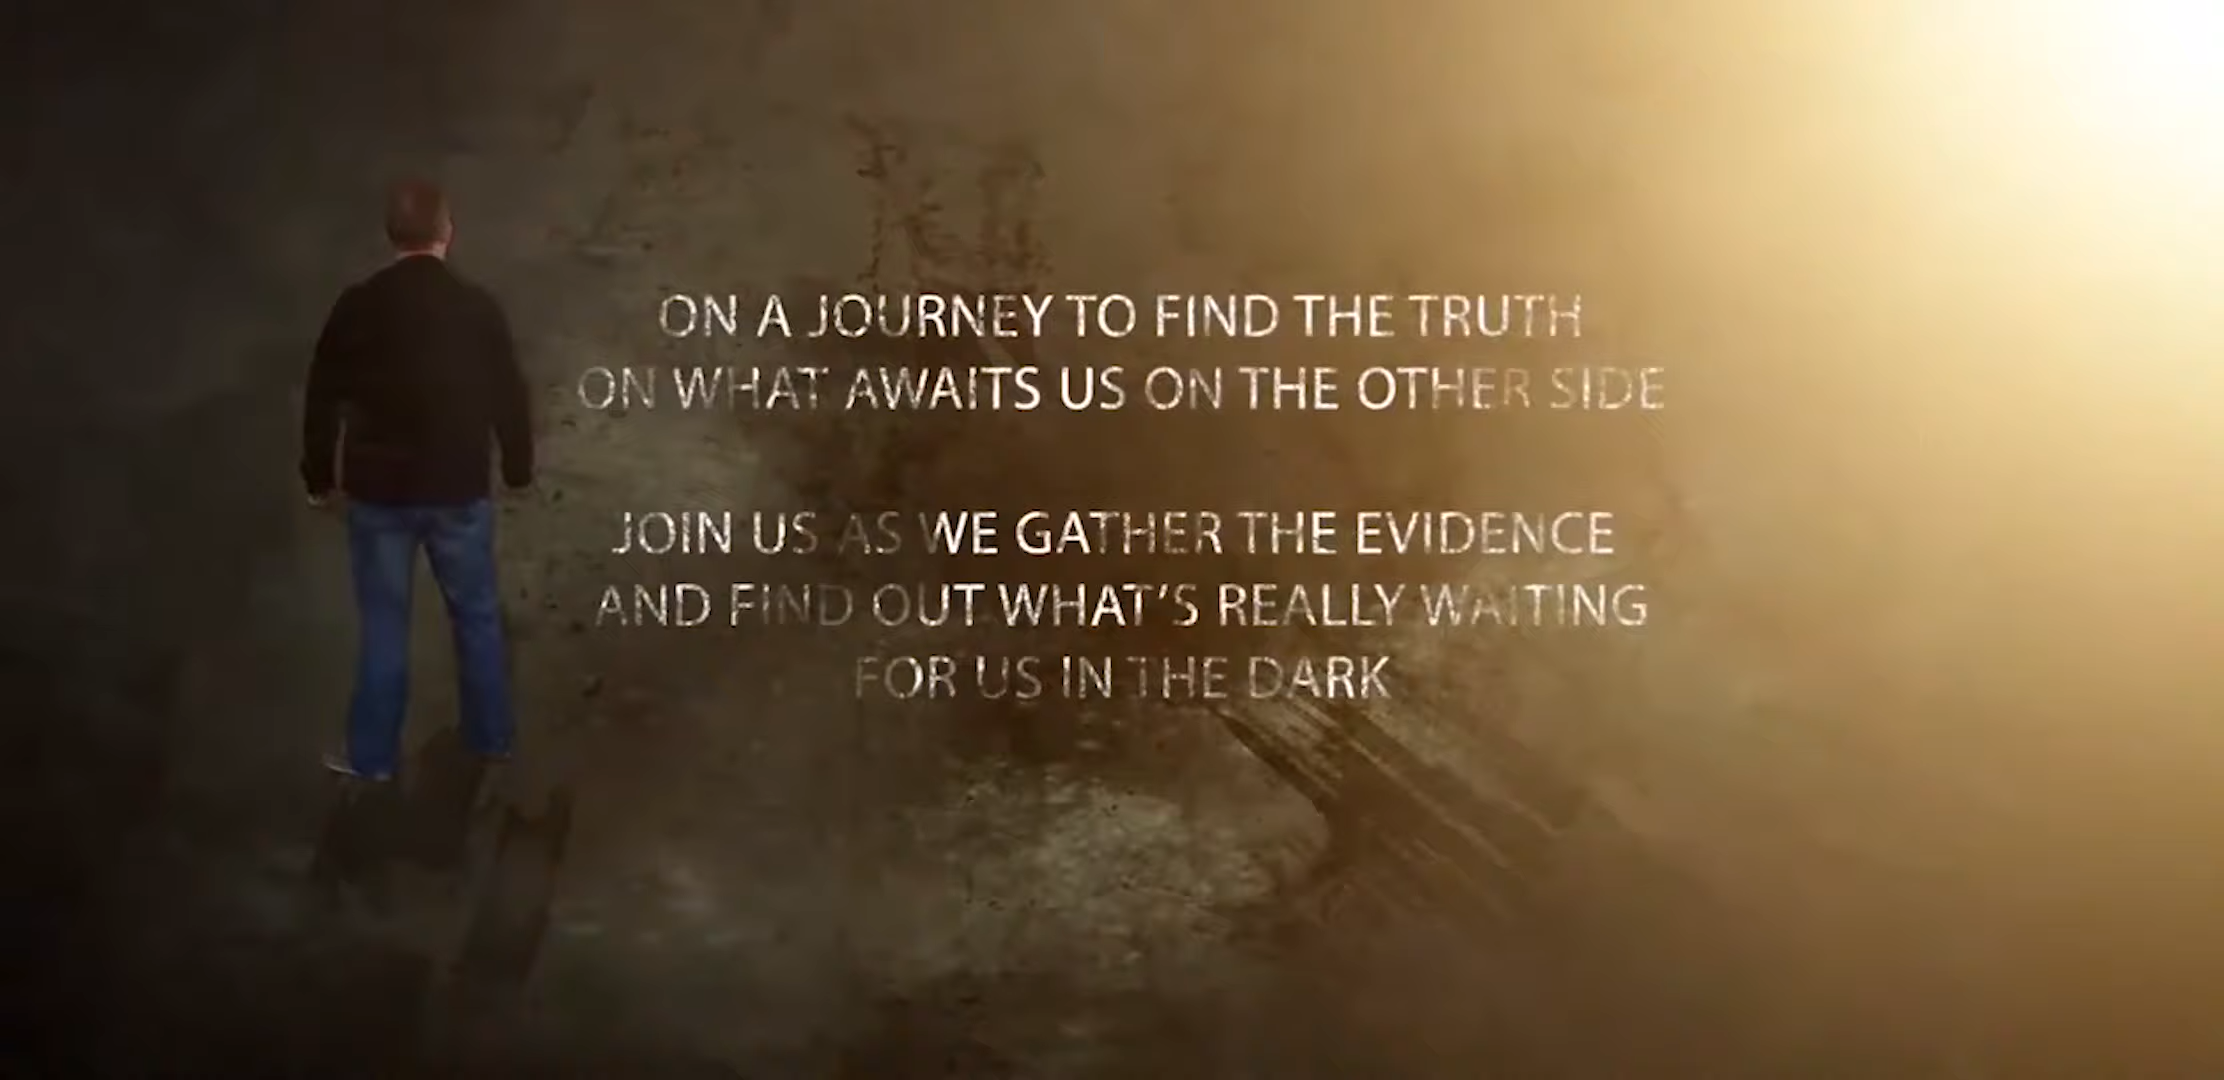 ON A JOURNEY TO FIND THE TRUTH
ON WHAT AWAITS US ON THE OTHER SIDE
JOIN US AS WE GATHER THE EVIDENCE
AND FIND OUT WHAT'S REALLY WAITING
FOR US IN THE DARK